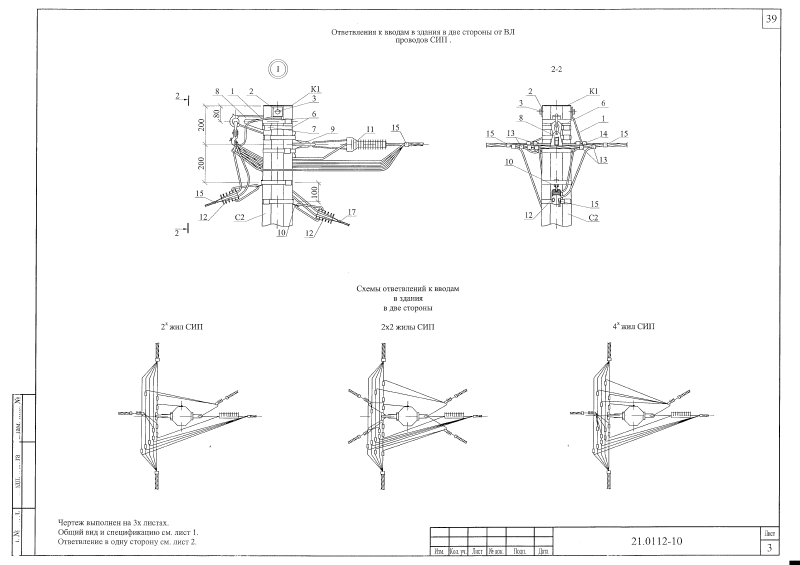 39
Ответвления к вводам в здания в две стороны от ВЛ
проводов СИП .
1
2-2
2
8
1
2
К1
3
6
7
9
11
15
80
200
200
100
15
12
С2
10
12
17
2
2
К1
3
6
8
1
15
13
14
15
10
13
12
15
С2
Схемы ответвлений к вводам
в здания
в две стороны
2х жил СИП
2х2 жилы СИП
4х жил СИП
Чертеж выполнен на 3х листах.
Общий вид и спецификацию см. лист 1.
Ответвление в одну сторону см. лист 2.
Изм.
Кол. уч.
Лист
№ док.
Подп.
Дата
21.0112-10
Лист
3